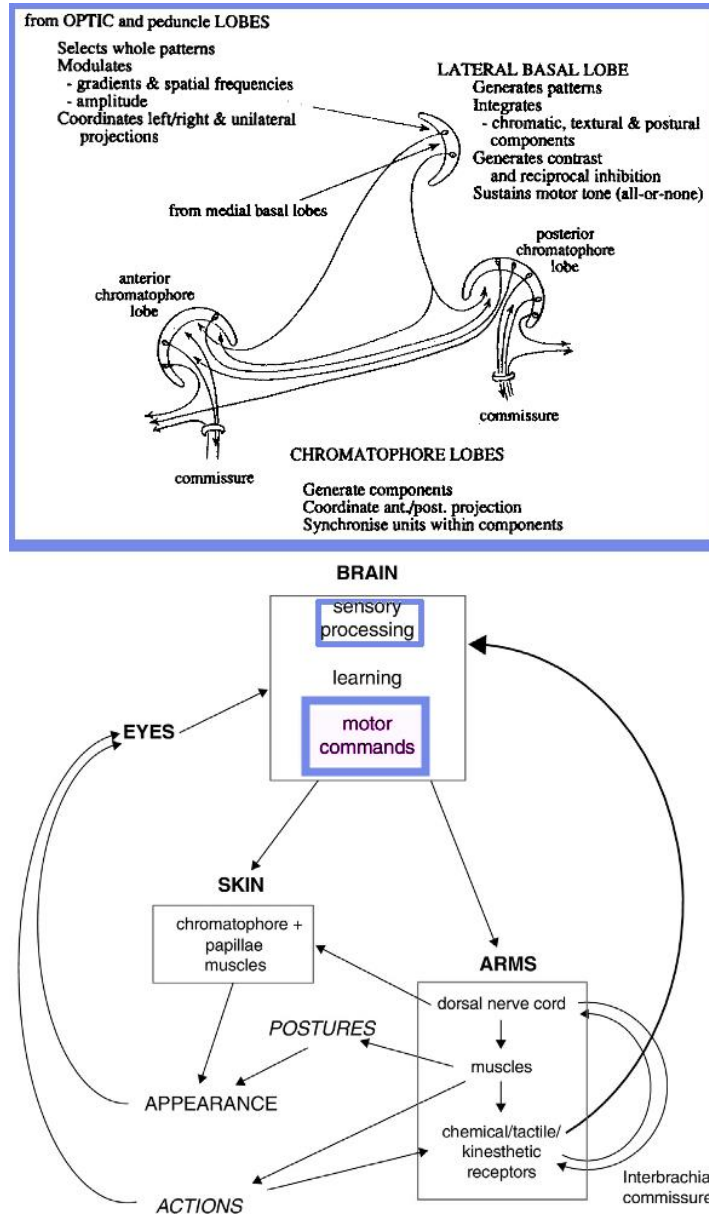 from OPTIC and peduncle LOBES
Selects whole patterns
Modulates
- gradients & spatial frequencies
- amplitude
Coordinates left/right & unilateral
projections
LATERAL BASAL LOBE
Generates patterns
Integrates
- chromatic, textural & postural
components
Generates contrast
and reciprocal inhibition
Sustains motor tone (all-or-none)
from medial basal lobes
posterior
chromatophore
lobe
anterior
chromatophore
lobe
commissure
commissure
CHROMATOPHORE LOBES
Generate components
Coordinate ant./post. projection
Synchronise units within components
BRAIN
sensory
processing
learning
motor
commands
EYES
SKIN
chromatophore +
papillae
muscles
ARMS
dorsal nerve cord
POSTURES
muscles
APPEARANCE
chemical/tactile/
kinesthetic
receptors
Interbrachia
commissure
ACTIONS